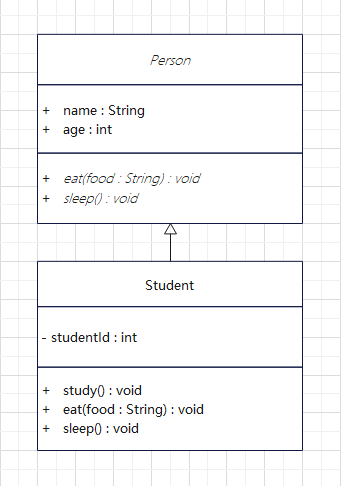 Person
+ name : String
+ age : int
+ eat(food : String) : void
+ sleep() : void
Student
- studentId : int
+ study() : void
+ eat(food : String) : void
+ sleep() : void